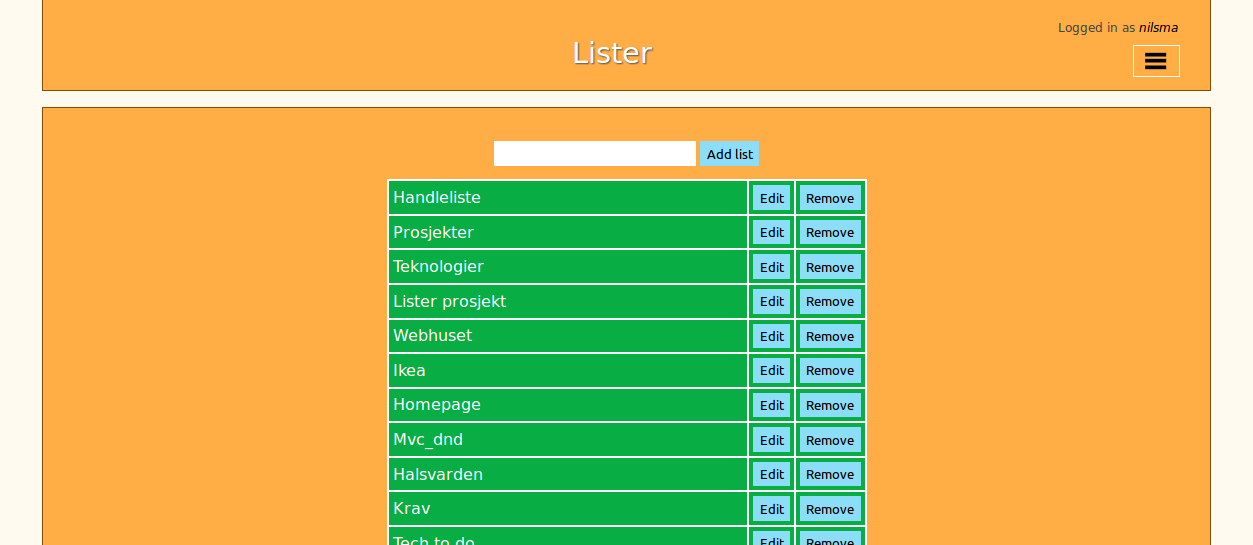 Logged in as nilsma
Lister
Add list
Handleliste Edit Remove
Prosjekter Edit Remove
Teknologier Edit Remove
Lister prosjekt Edit Remove
Webhuset Edit Remove
Ikea Edit Remove
Homepage Edit Remove
Mvc_dnd Edit Remove
Halsvarden Edit Remove
Krav Edit Remove
Tech to do Edit Remove